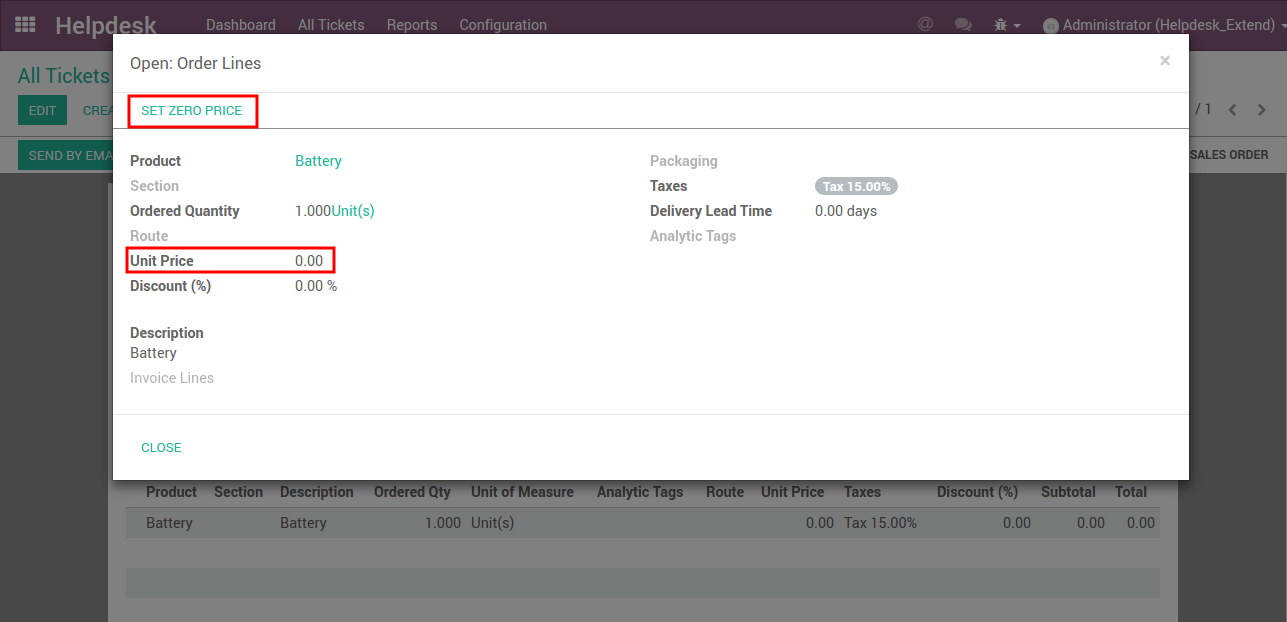 Helpdesk Dashboard All Tickets Reports Configuration @ Administrator (Helpdesk_Extend)
All Tickets
Open: Order Lines ×
EDIT CREA / 1
SET ZERO PRICE
SEND BY EMA SALES ORDER
Product Battery Packaging
Section Taxes Tax 15.00%
Ordered Quantity 1.000Unit(s) Delivery Lead Time 0.00 days
Route Analytic Tags
Unit Price 0.00
Discount (%) 0.00 %
Description
Battery
Invoice Lines
CLOSE
Product Section Description Ordered Qty Unit of Measure Analytic Tags Route Unit Price Taxes Discount (%) Subtotal Total
Battery Battery 1.000 Unit(s) 0.00 Tax 15.00% 0.00 0.00 0.00